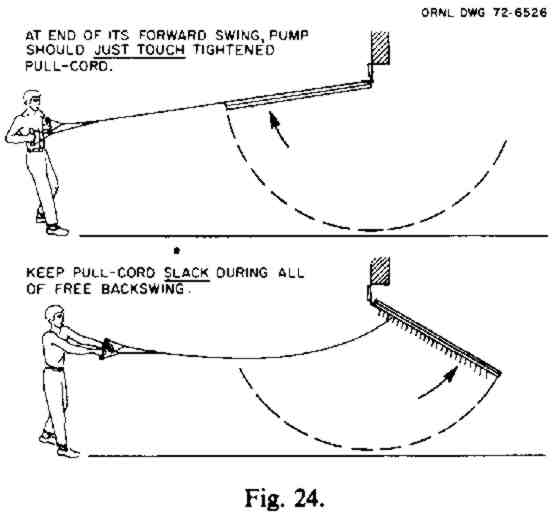 ORNL DWG 72-6526
AT END OF ITS FORWARD SWING, PUMP
SHOULD JUST TOUCH TIGHTENED
PULL-CORD.
KEEP PULL-CORD SLACK DURING ALL
OF FREE BACKSWING.
Fig. 24.